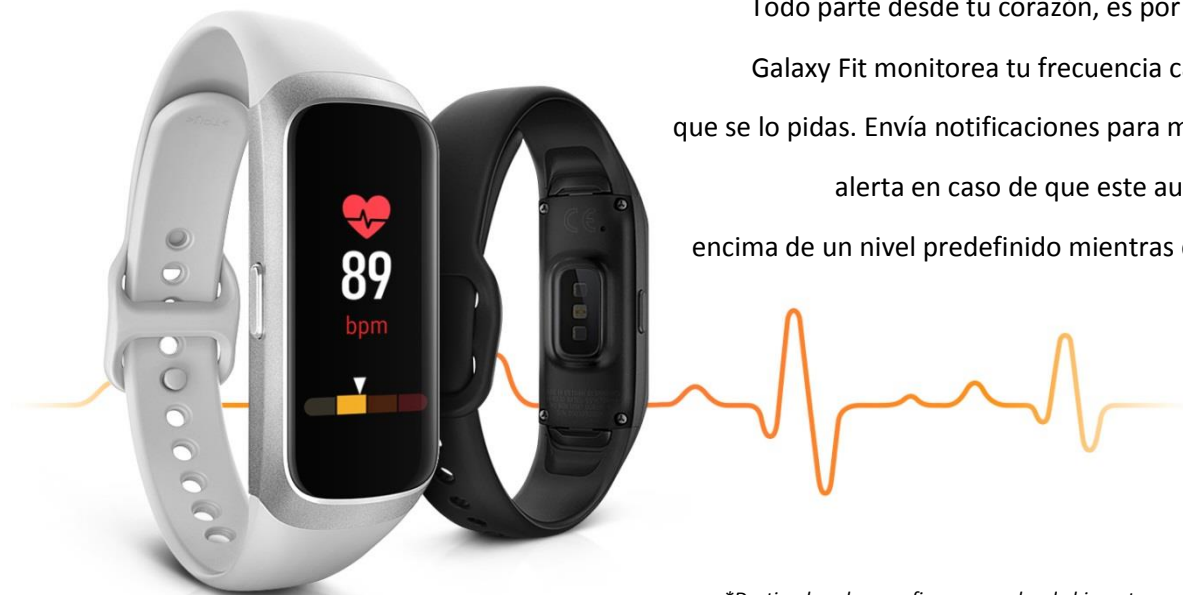 Todo parte desde tu corazón, es por
Galaxy Fit monitorea tu frecuencia
que se lo pidas. Envía notificaciones para
alerta en caso de que este
encima de un nivel predefinido mientras
89
bpm
CE